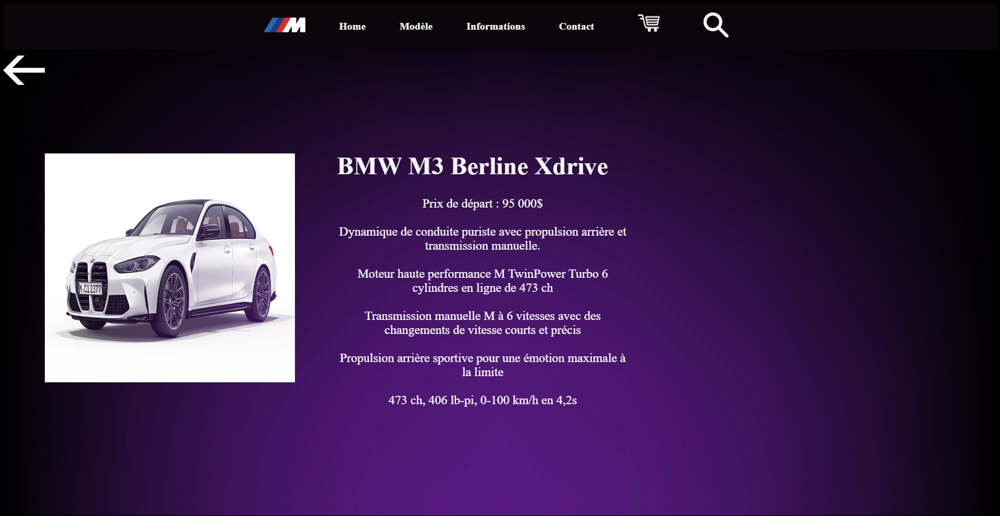 M
Home Modèle Informations Contact
BMW M3 Berline Xdrive
Prix de départ : 95 000$
Dynamique de conduite puriste avec propulsion arrière et
transmission manuelle.
Moteur haute performance M TwinPower Turbo 6
cylindres en ligne de 473 ch
Transmission manuelle M à 6 vitesses avec des
changements de vitesse courts et précis
Propulsion arrière sportive pour une émotion maximale à
la limite
473 ch, 406 lb-pi, 0-100 km/h en 4,2s
M CI 2377